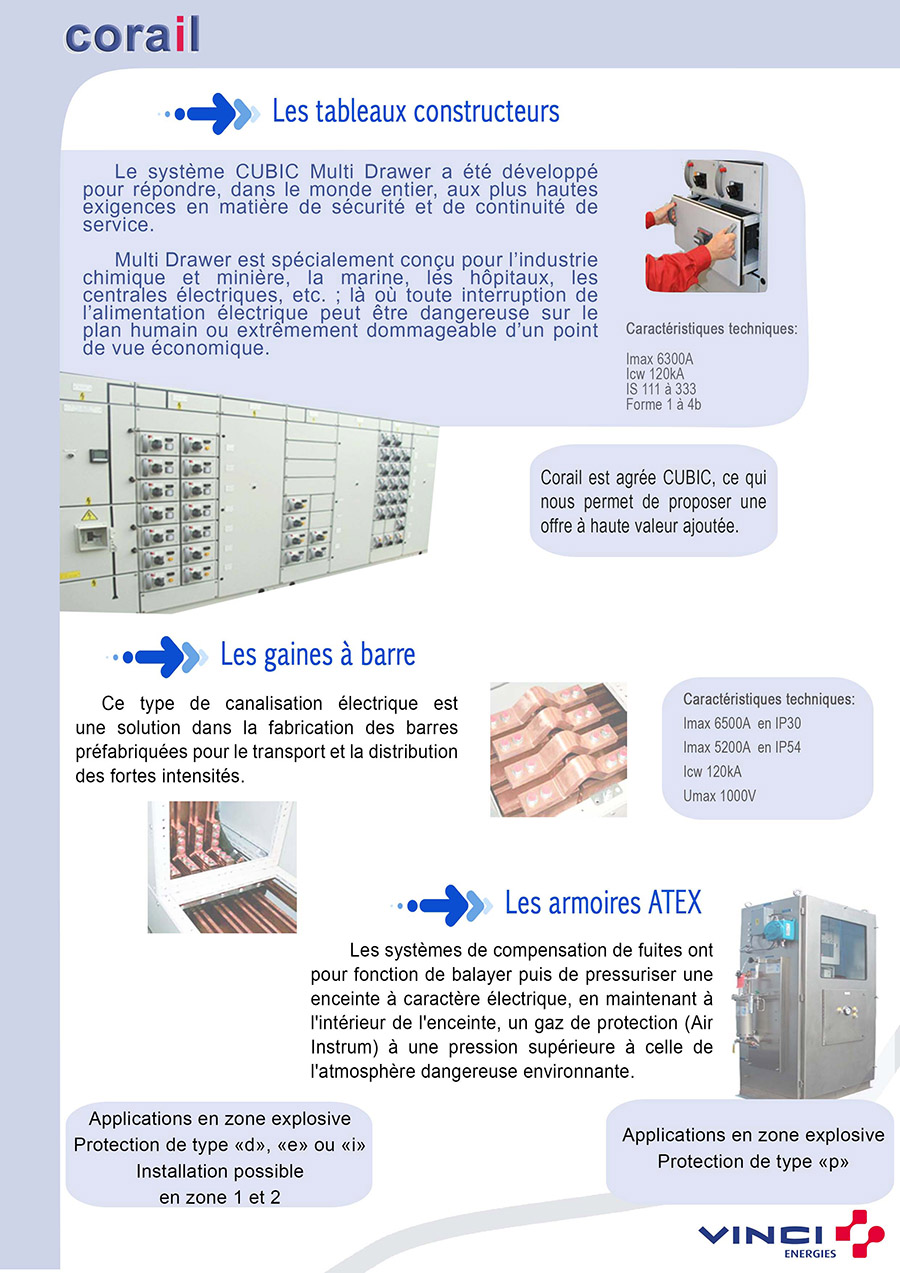 corail
Les tableaux constructeurs
Le système CUBIC Multi Drawer a été développé
pour répondre, dans le monde entier, aux plus hautes
exigences en matière de sécurité et de continuité de
service.
Multi Drawer est spécialement conçu pour l'industrie
chimique et minière, la marine, les hôpitaux, les
centrales électriques, etc. ; là où toute interruption de
l'alimentation électrique peut être dangereuse sur le
plan humain ou extrêmement dommageable d'un point
de vue économique.
Caractéristiques techniques:
Imax 6300A
Icw 120kA
IS 111 à 333
Forme 1 à 4b
Corail est agrée CUBIC, ce qui
nous permet de proposer une
offre à haute valeur ajoutée.
Les gaines à barre
Ce type de canalisation électrique est
une solution dans la fabrication des barres
préfabriquées pour le transport et la distribution
des fortes intensités.
Caractéristiques techniques:
Imax 6500A en IP30
Imax 5200A en IP54
Icw 120kA
Umax 1000V
Les armoires ATEX
Les systèmes de compensation de fuites ont
pour fonction de balayer puis de pressuriser une
enceinte à caractère électrique, en maintenant à
l'intérieur de l'enceinte, un gaz de protection (Air
Instrum) à une pression supérieure à celle de
l'atmosphère dangereuse environnante.
Applications en zone explosive
Protection de type «d», «e» ou «i»
Installation possible
en zone 1 et 2
Applications en zone explosive
Protection de type «p»
VINCI
ENERGIES